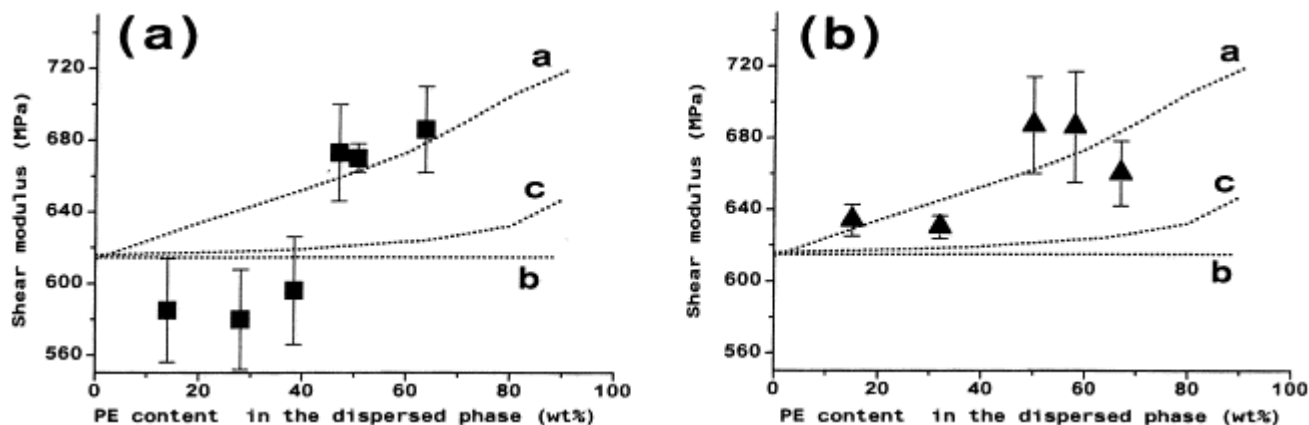 (a)
a
c
b
Shear modulus (MPa)
720
680
640
600
560
0 20 40 60 80 100
PE content in the dispersed phase (wt%)
(b)
a
c
b
Shear modulus (MPa)
720
680
640
600
560
0 20 40 60 80 100
PE content in the dispersed phase (wt%)